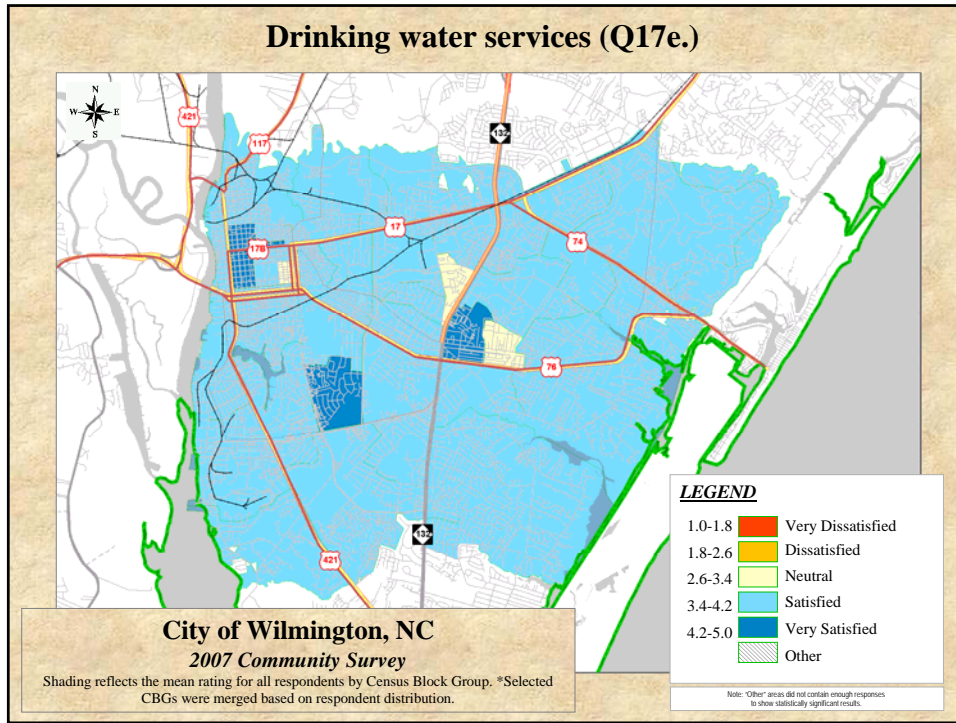 Drinking water services (Q17e.)
N
W E
S
421
117
132
17
17B
74
76
132
421
LEGEND
1.0-1.8 Very Dissatisfied
1.8-2.6 Dissatisfied
2.6-3.4 Neutral
3.4-4.2 Satisfied
4.2-5.0 Very Satisfied
Other
City of Wilmington, NC
2007 Community Survey
Shading reflects the mean rating for all respondents by Census Block Group. *Selected
CBGs were merged based on respondent distribution.
Note: "Other" areas did not contain enough responses
to show statistically significant results.